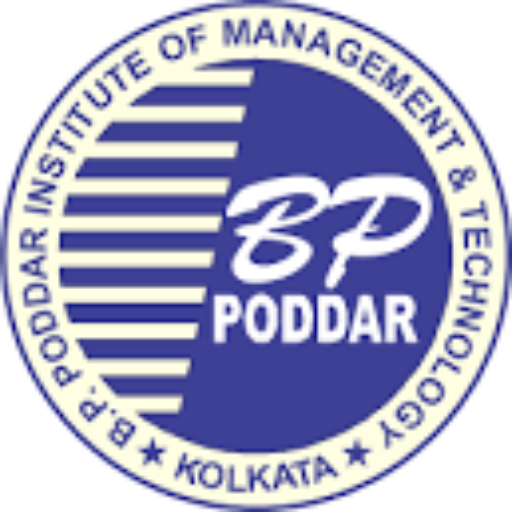 B.P. PODDAR INSTITUTE OF MANAGEMENT & TECHNOLOGY
BP
PODDAR
KOLKATA